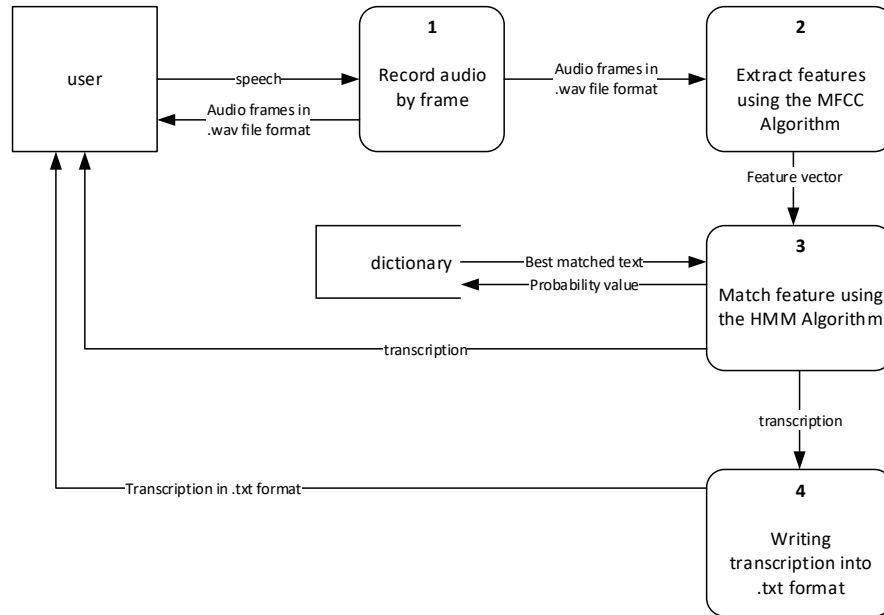 1
Record audio
by frame
2
Extract features
using the MFCC
Algorithm
user
speech
Audio frames in
.wav file format
Audio frames in
.wav file format
Feature vector
3
Match feature using
the HMM Algorithm
dictionary
Best matched text
Probability value
transcription
transcription
4
Writing
transcription into
.txt format
Transcription in .txt format